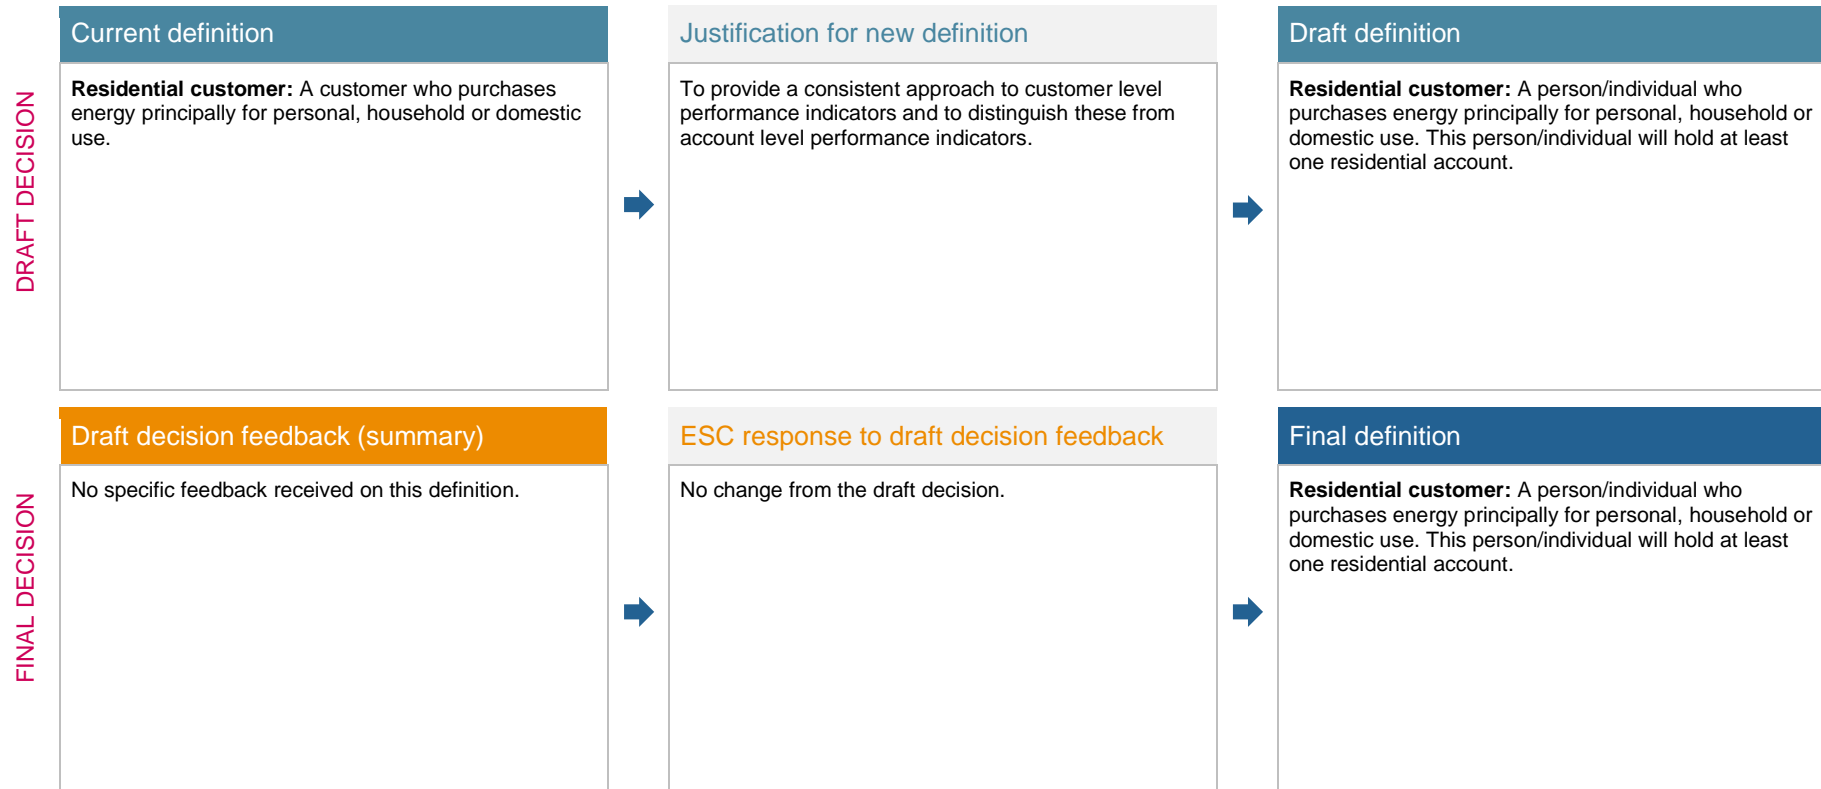 DRAFT DECISION
Current definition
Residential customer: A customer who purchases
energy principally for personal, household or domestic
use.
Justification for new definition
To provide a consistent approach to customer level
performance indicators and to distinguish these from
account level performance indicators.
Draft definition
Residential customer: A person/individual who
purchases energy principally for personal, household or
domestic use. This person/individual will hold at least
one residential account.
FINAL DECISION
Draft decision feedback (summary)
No specific feedback received on this definition.
ESC response to draft decision feedback
No change from the draft decision.
Final definition
Residential customer: A person/individual who
purchases energy principally for personal, household or
domestic use. This person/individual will hold at least
one residential account.